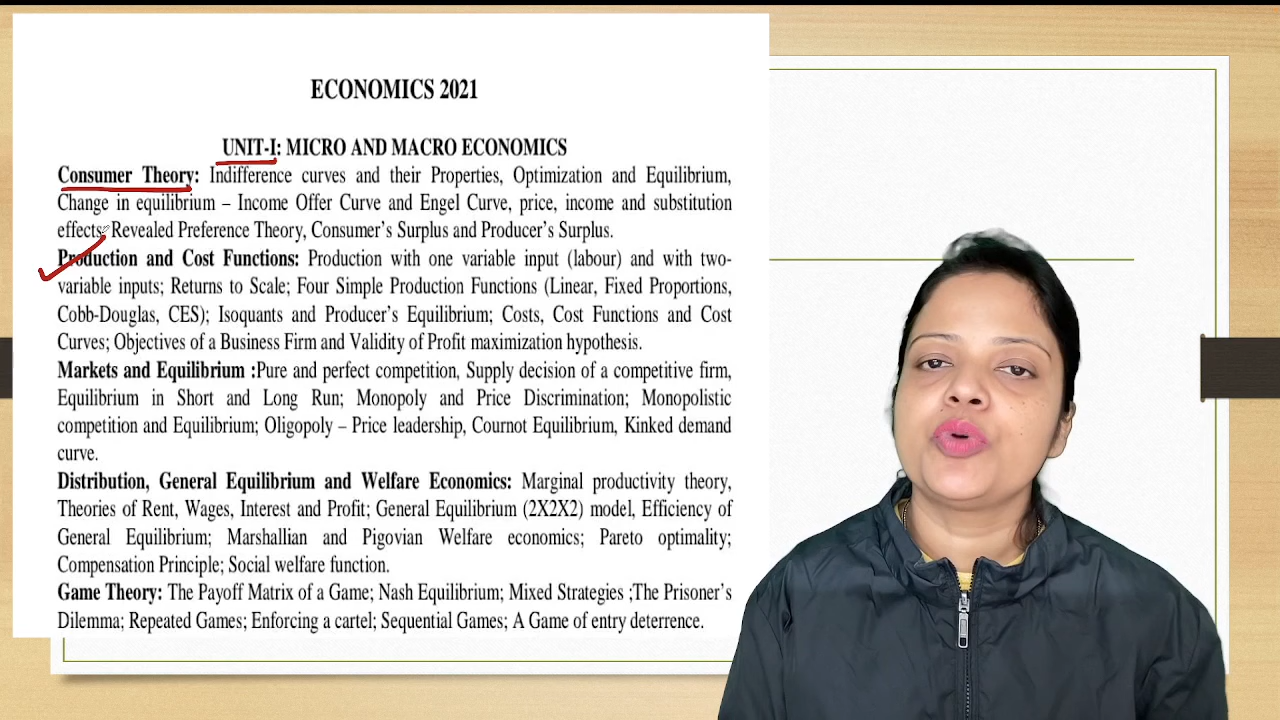 ECONOMICS 2021
UNIT-I: MICRO AND MACRO ECONOMICS
Consumer Theory: Indifference curves and their Properties, Optimization and Equilibrium,
Change in equilibrium – Income Offer Curve and Engel Curve, price, income and substitution
effects. Revealed Preference Theory, Consumer's Surplus and Producer's Surplus.
Production and Cost Functions: Production with one variable input (labour) and with two-
variable inputs; Returns to Scale; Four Simple Production Functions (Linear, Fixed Proportions,
Cobb-Douglas, CES); Isoquants and Producer's Equilibrium; Costs, Cost Functions and Cost
Curves; Objectives of a Business Firm and Validity of Profit maximization hypothesis.
Markets and Equilibrium :Pure and perfect competition, Supply decision of a competitive firm,
Equilibrium in Short and Long Run; Monopoly and Price Discrimination; Monopolistic
competition and Equilibrium; Oligopoly – Price leadership, Cournot Equilibrium, Kinked demand
curve.
Distribution, General Equilibrium and Welfare Economics: Marginal productivity theory,
Theories of Rent, Wages, Interest and Profit; General Equilibrium (2X2X2) model, Efficiency of
General Equilibrium; Marshallian and Pigovian Welfare economics; Pareto optimality;
Compensation Principle; Social welfare function.
Game Theory: The Payoff Matrix of a Game; Nash Equilibrium; Mixed Strategies ;The Prisoner's
Dilemma; Repeated Games; Enforcing a cartel; Sequential Games; A Game of entry deterrence.